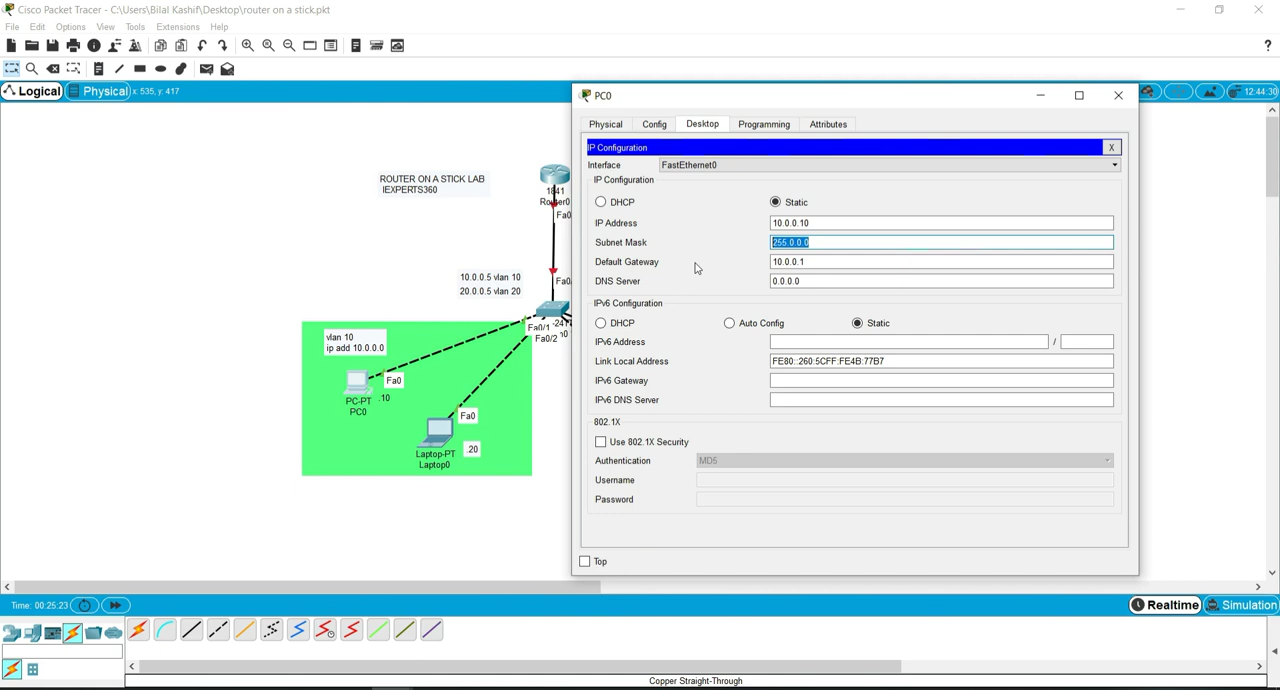 Cisco Packet Tracer - C:\Users\Bilal Kashif\Desktop\router on a stick.pkt
File Edit Options View Tools Extensions Help
?
Logical Physical x: 535, y: 417
12:44:30
PC0
Physical Config Desktop Programming Attributes
IP Configuration X
Interface FastEthernet0
IP Configuration
DHCP Static
IP Address 10.0.0.10
Subnet Mask 255.0.0.0
Default Gateway 10.0.0.1
DNS Server 0.0.0.0
IPv6 Configuration
DHCP Auto Config Static
IPv6 Address /
Link Local Address FE80::260:5CFF:FE4B:77B7
IPv6 Gateway
IPv6 DNS Server
802.1X
Use 802.1X Security
Authentication MD5
Username
Password
Top
ROUTER ON A STICK LAB
IEXPERTS360
1841
Router0
Fa0
10.0.0.5 vlan 10
20.0.0.5 vlan 20
Fa0
-24
Fa0/1
Fa0/2
vlan 10
ip add 10.0.0.0
Fa0
PC-PT
PC0
.10
Fa0
.20
Laptop-PT
Laptop0
Time: 00:25:23
Realtime Simulation
Copper Straight-Through